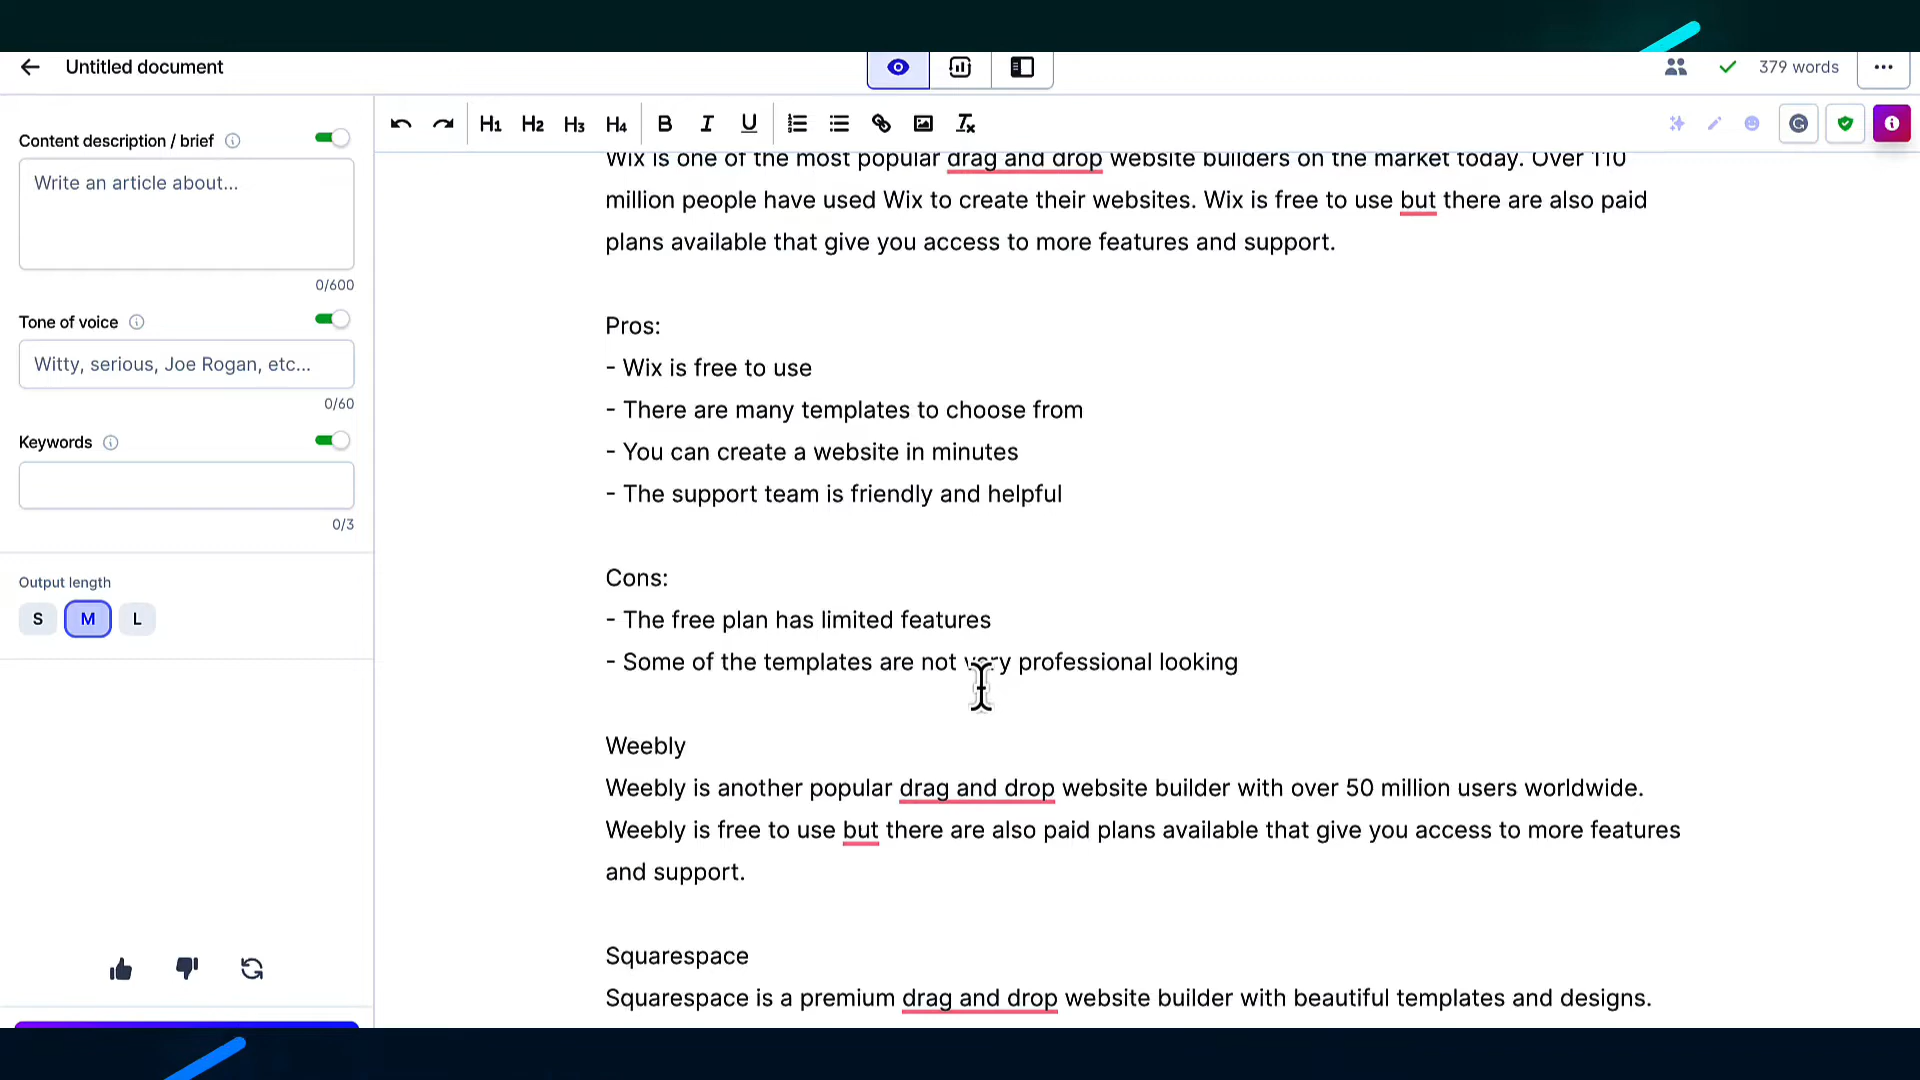 Untitled document
379 words
Content description / brief
Write an article about...
0/600
Tone of voice
Witty, serious, Joe Rogan, etc...
0/60
Keywords
0/3
Output length
S M L
H1 H2 H3 H4 B I U
Wix is one of the most popular drag and drop website builders on the market today. Over 110
million people have used Wix to create their websites. Wix is free to use but there are also paid
plans available that give you access to more features and support.
Pros:
- Wix is free to use
- There are many templates to choose from
- You can create a website in minutes
- The support team is friendly and helpful
Cons:
- The free plan has limited features
- Some of the templates are not very professional looking
Weebly
Weebly is another popular drag and drop website builder with over 50 million users worldwide.
Weebly is free to use but there are also paid plans available that give you access to more features
and support.
Squarespace
Squarespace is a premium drag and drop website builder with beautiful templates and designs.